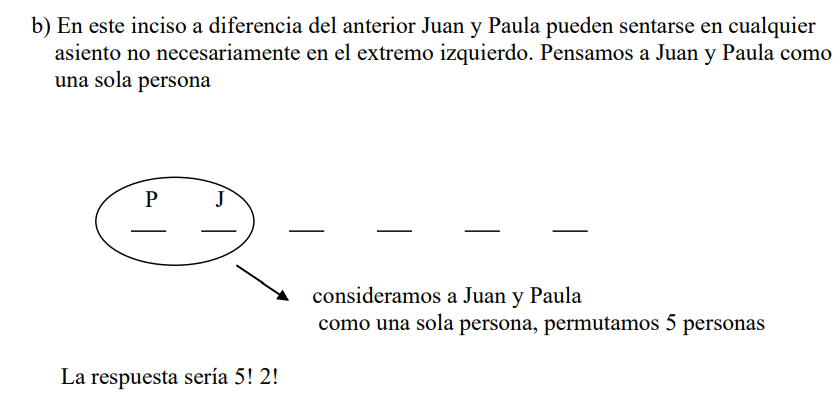 b) En este inciso a diferencia del anterior Juan y Paula pueden sentarse en cualquier
asiento no necesariamente en el extremo izquierdo. Pensamos a Juan y Paula como
una sola persona
P J
consideramos a Juan y Paula
como una sola persona, permutamos 5 personas
La respuesta sería 5! 2!